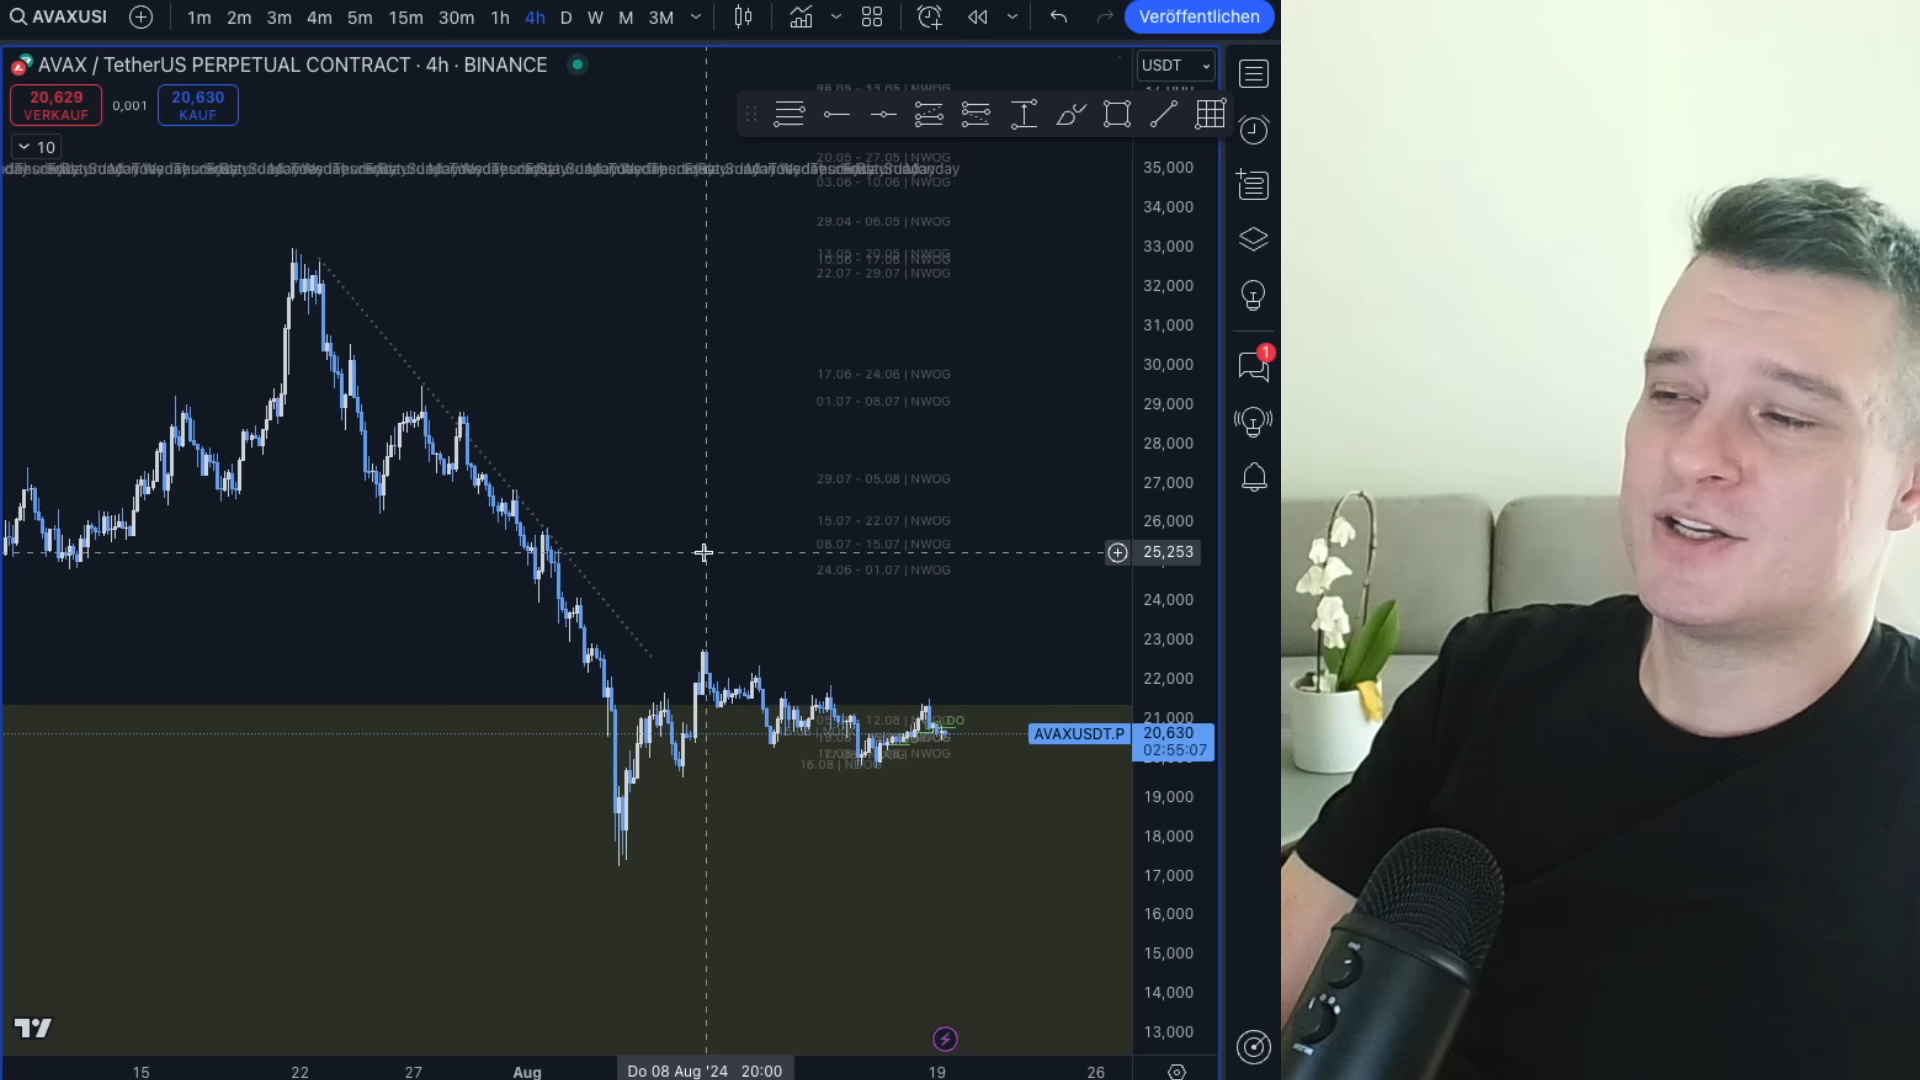 AVAXUSI 1m 2m 3m 4m 5m 15m 30m 1h 4h D W M 3M Veröffentlichen
AVAX / TetherUS PERPETUAL CONTRACT · 4h · BINANCE
USDT
20,629
VERKAUF
0,001
20,630
KAUF
10
20.05 - 27.05 | NWOG
03.06 - 10.06 | NWOG
29.04 - 06.05 | NWOG
22.07 - 29.07 | NWOG
17.06 - 24.06 | NWOG
01.07 - 08.07 | NWOG
29.07 - 05.08 | NWOG
15.07 - 22.07 | NWOG
08.07 - 15.07 | NWOG
24.06 - 01.07 | NWOG
16.08 | NDOG
DO
35,000
34,000
33,000
32,000
31,000
30,000
29,000
28,000
27,000
26,000
25,253
24,000
23,000
22,000
21,000
AVAXUSDT.P 20,630
02:55:07
19,000
18,000
17,000
16,000
15,000
14,000
13,000
1
15 22 27 Aug Do 08 Aug '24 20:00 19 26